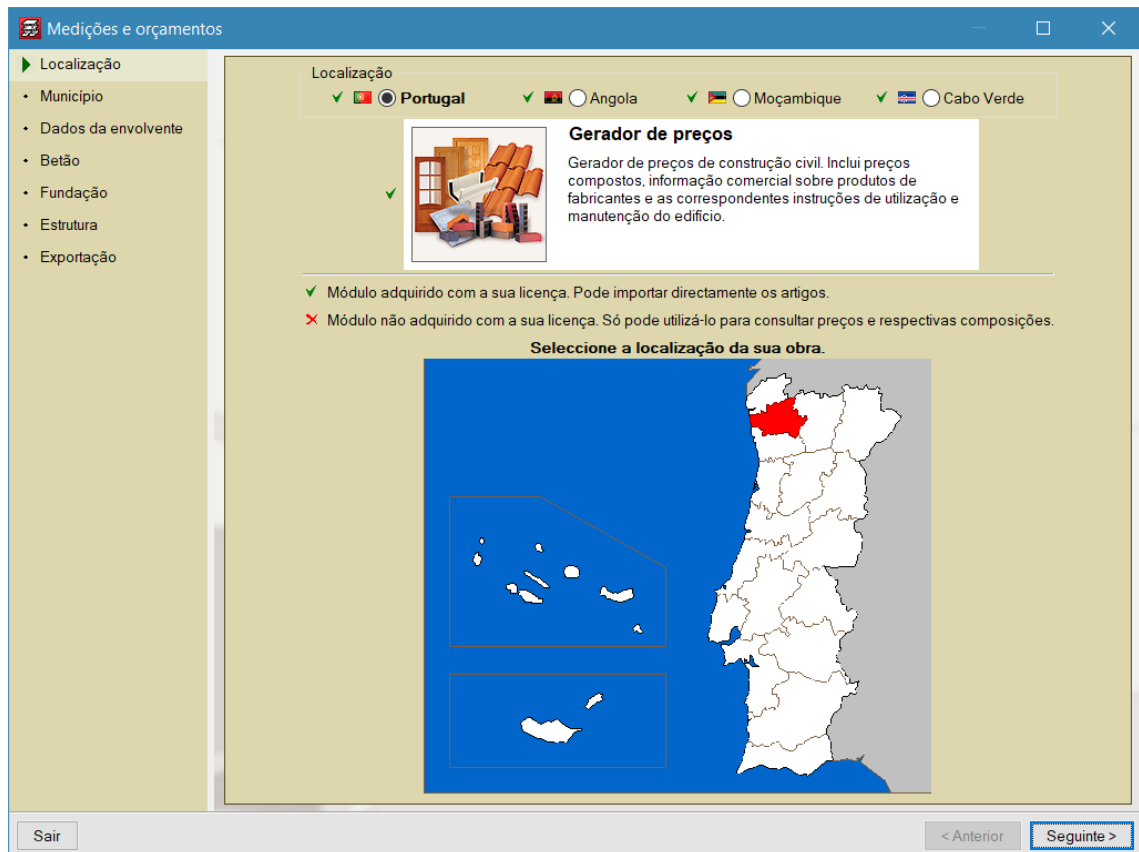 Medições e orçamentos
Localização
Município
Dados da envolvente
Betão
Fundação
Estrutura
Exportação
Localização
Portugal
Angola
Moçambique
Cabo Verde
Gerador de preços
Gerador de preços de construção civil. Inclui preços
compostos, informação comercial sobre produtos de
fabricantes e as correspondentes instruções de utilização e
manutenção do edifício.
Módulo adquirido com a sua licença. Pode importar directamente os artigos.
Módulo não adquirido com a sua licença. Só pode utilizá-lo para consultar preços e respectivas composições.
Seleccione a localização da sua obra.
Sair
< Anterior
Seguinte >